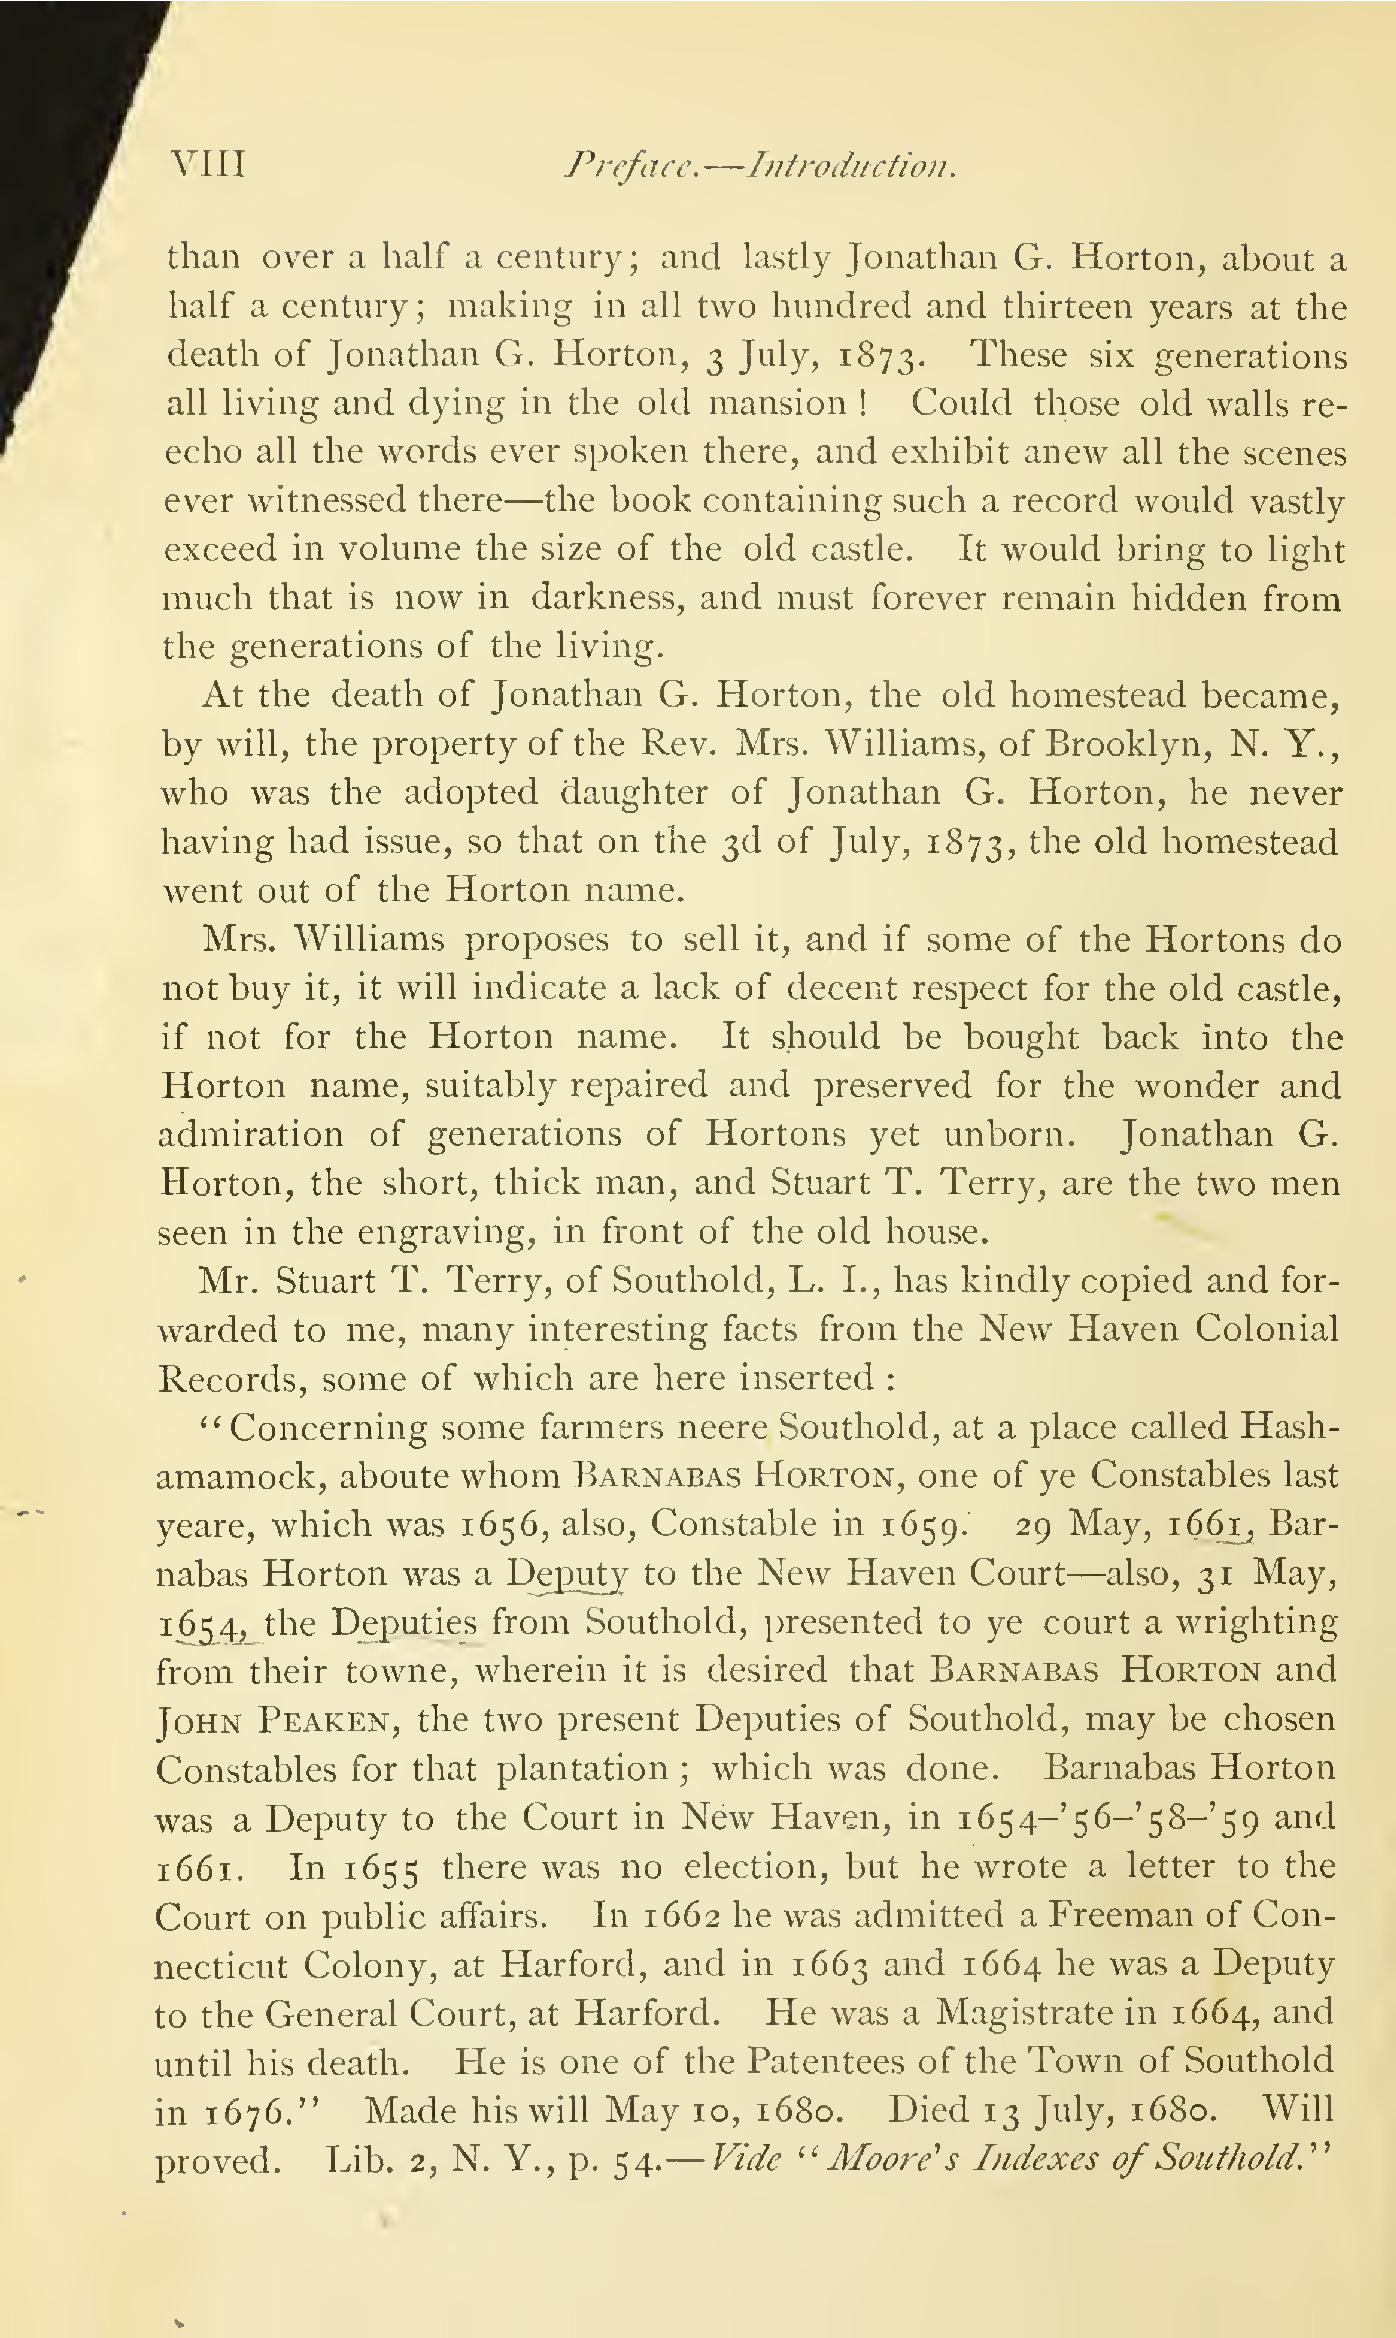 VIII Preface.—Introduction.
than over a half a century; and lastly Jonathan G. Horton, about a
half a century; making in all two hundred and thirteen years at the
death of Jonathan G. Horton, 3 July, 1873. These six generations
all living and dying in the old mansion ! Could those old walls re-
echo all the words ever spoken there, and exhibit anew all the scenes
ever witnessed there—the book containing such a record would vastly
exceed in volume the size of the old castle. It would bring to light
much that is now in darkness, and must forever remain hidden from
the generations of the living.
At the death of Jonathan G. Horton, the old homestead became,
by will, the property of the Rev. Mrs. Williams, of Brooklyn, N. Y.,
who was the adopted daughter of Jonathan G. Horton, he never
having had issue, so that on the 3d of July, 1873, the old homestead
went out of the Horton name.
Mrs. Williams proposes to sell it, and if some of the Hortons do
not buy it, it will indicate a lack of decent respect for the old castle,
if not for the Horton name. It should be bought back into the
Horton name, suitably repaired and preserved for the wonder and
admiration of generations of Hortons yet unborn. Jonathan G.
Horton, the short, thick man, and Stuart T. Terry, are the two men
seen in the engraving, in front of the old house.
Mr. Stuart T. Terry, of Southold, L. I., has kindly copied and for-
warded to me, many interesting facts from the New Haven Colonial
Records, some of which are here inserted :
“Concerning some farmers neere Southold, at a place called Hash-
amamock, aboute whom BARNABAS HORTON, one of ye Constables last
yeare, which was 1656, also, Constable in 1659. 29 May, 1661, Bar-
nabas Horton was a Deputy to the New Haven Court—also, 31 May,
1654, the Deputies from Southold, presented to ye court a wrighting
from their towne, wherein it is desired that BARNABAS HORTON and
JOHN PEAKEN, the two present Deputies of Southold, may be chosen
Constables for that plantation ; which was done. Barnabas Horton
was a Deputy to the Court in New Haven, in 1654–’56–’58–’59 and
1661. In 1655 there was no election, but he wrote a letter to the
Court on public affairs. In 1662 he was admitted a Freeman of Con-
necticut Colony, at Harford, and in 1663 and 1664 he was a Deputy
to the General Court, at Harford. He was a Magistrate in 1664, and
until his death. He is one of the Patentees of the Town of Southold
in 1676.” Made his will May 10, 1680. Died 13 July, 1680. Will
proved. Lib. 2, N. Y., p. 54.—Vide “Moore’s Indexes of Southold.”